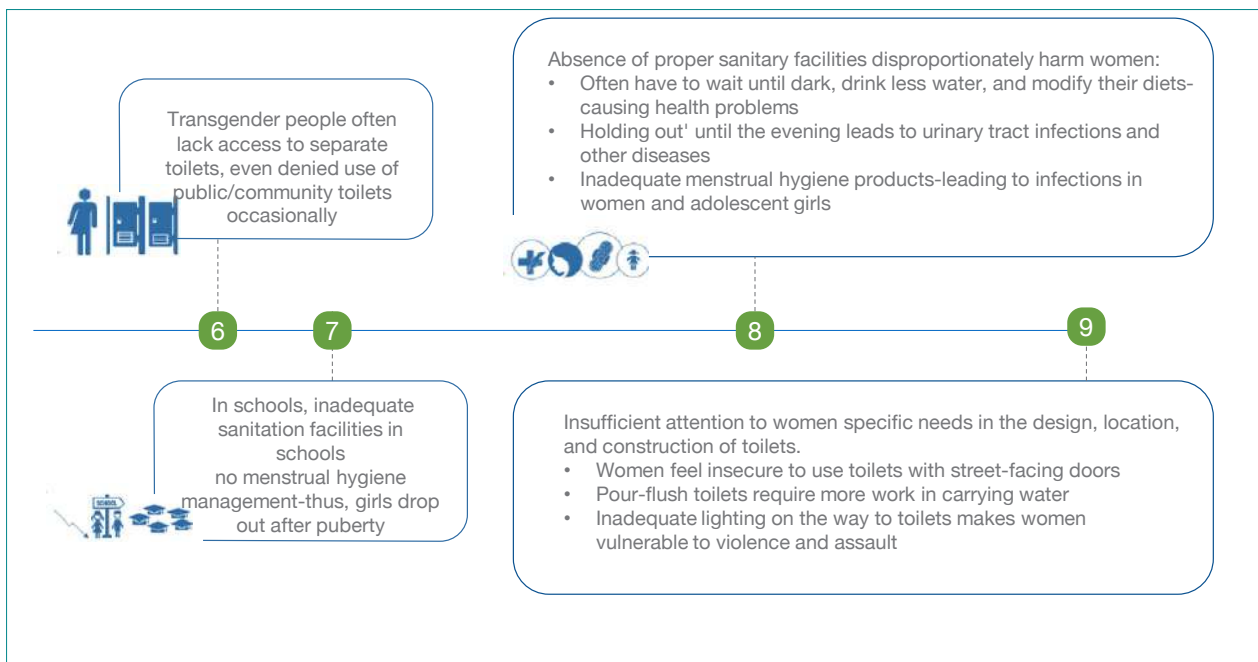 Transgender people often
lack access to separate
toilets, even denied use of
public/community toilets
occasionally
Absence of proper sanitary facilities disproportionately harm women:
• Often have to wait until dark, drink less water, and modify their diets-
causing health problems
• Holding out' until the evening leads to urinary tract infections and
other diseases
• Inadequate menstrual hygiene products-leading to infections in
women and adolescent girls
6
7
8
9
SCHOOL
In schools, inadequate
sanitation facilities in
schools
no menstrual hygiene
management-thus, girls drop
out after puberty
Insufficient attention to women specific needs in the design, location,
and construction of toilets.
• Women feel insecure to use toilets with street-facing doors
• Pour-flush toilets require more work in carrying water
• Inadequate lighting on the way to toilets makes women
vulnerable to violence and assault